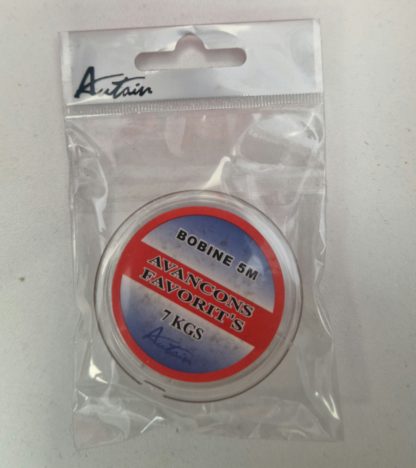 Autain
BOBINE 5M
AVANCONS
FAVORIT'S
7 KGS
Autain